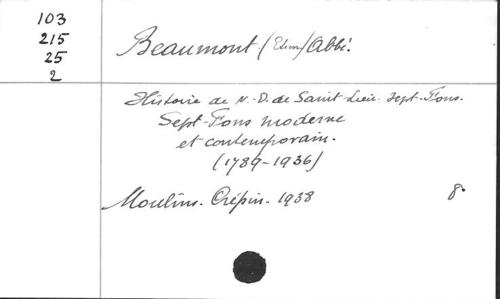 103
215
25
2
Beaumont (Edm) Abbé.
Histoire de N.-D. de Saint-Lieu. Sept-Fons.
Sept-Fons moderne
et contemporain.
(1789-1936)
Moulins. Crépin. 1938 8º